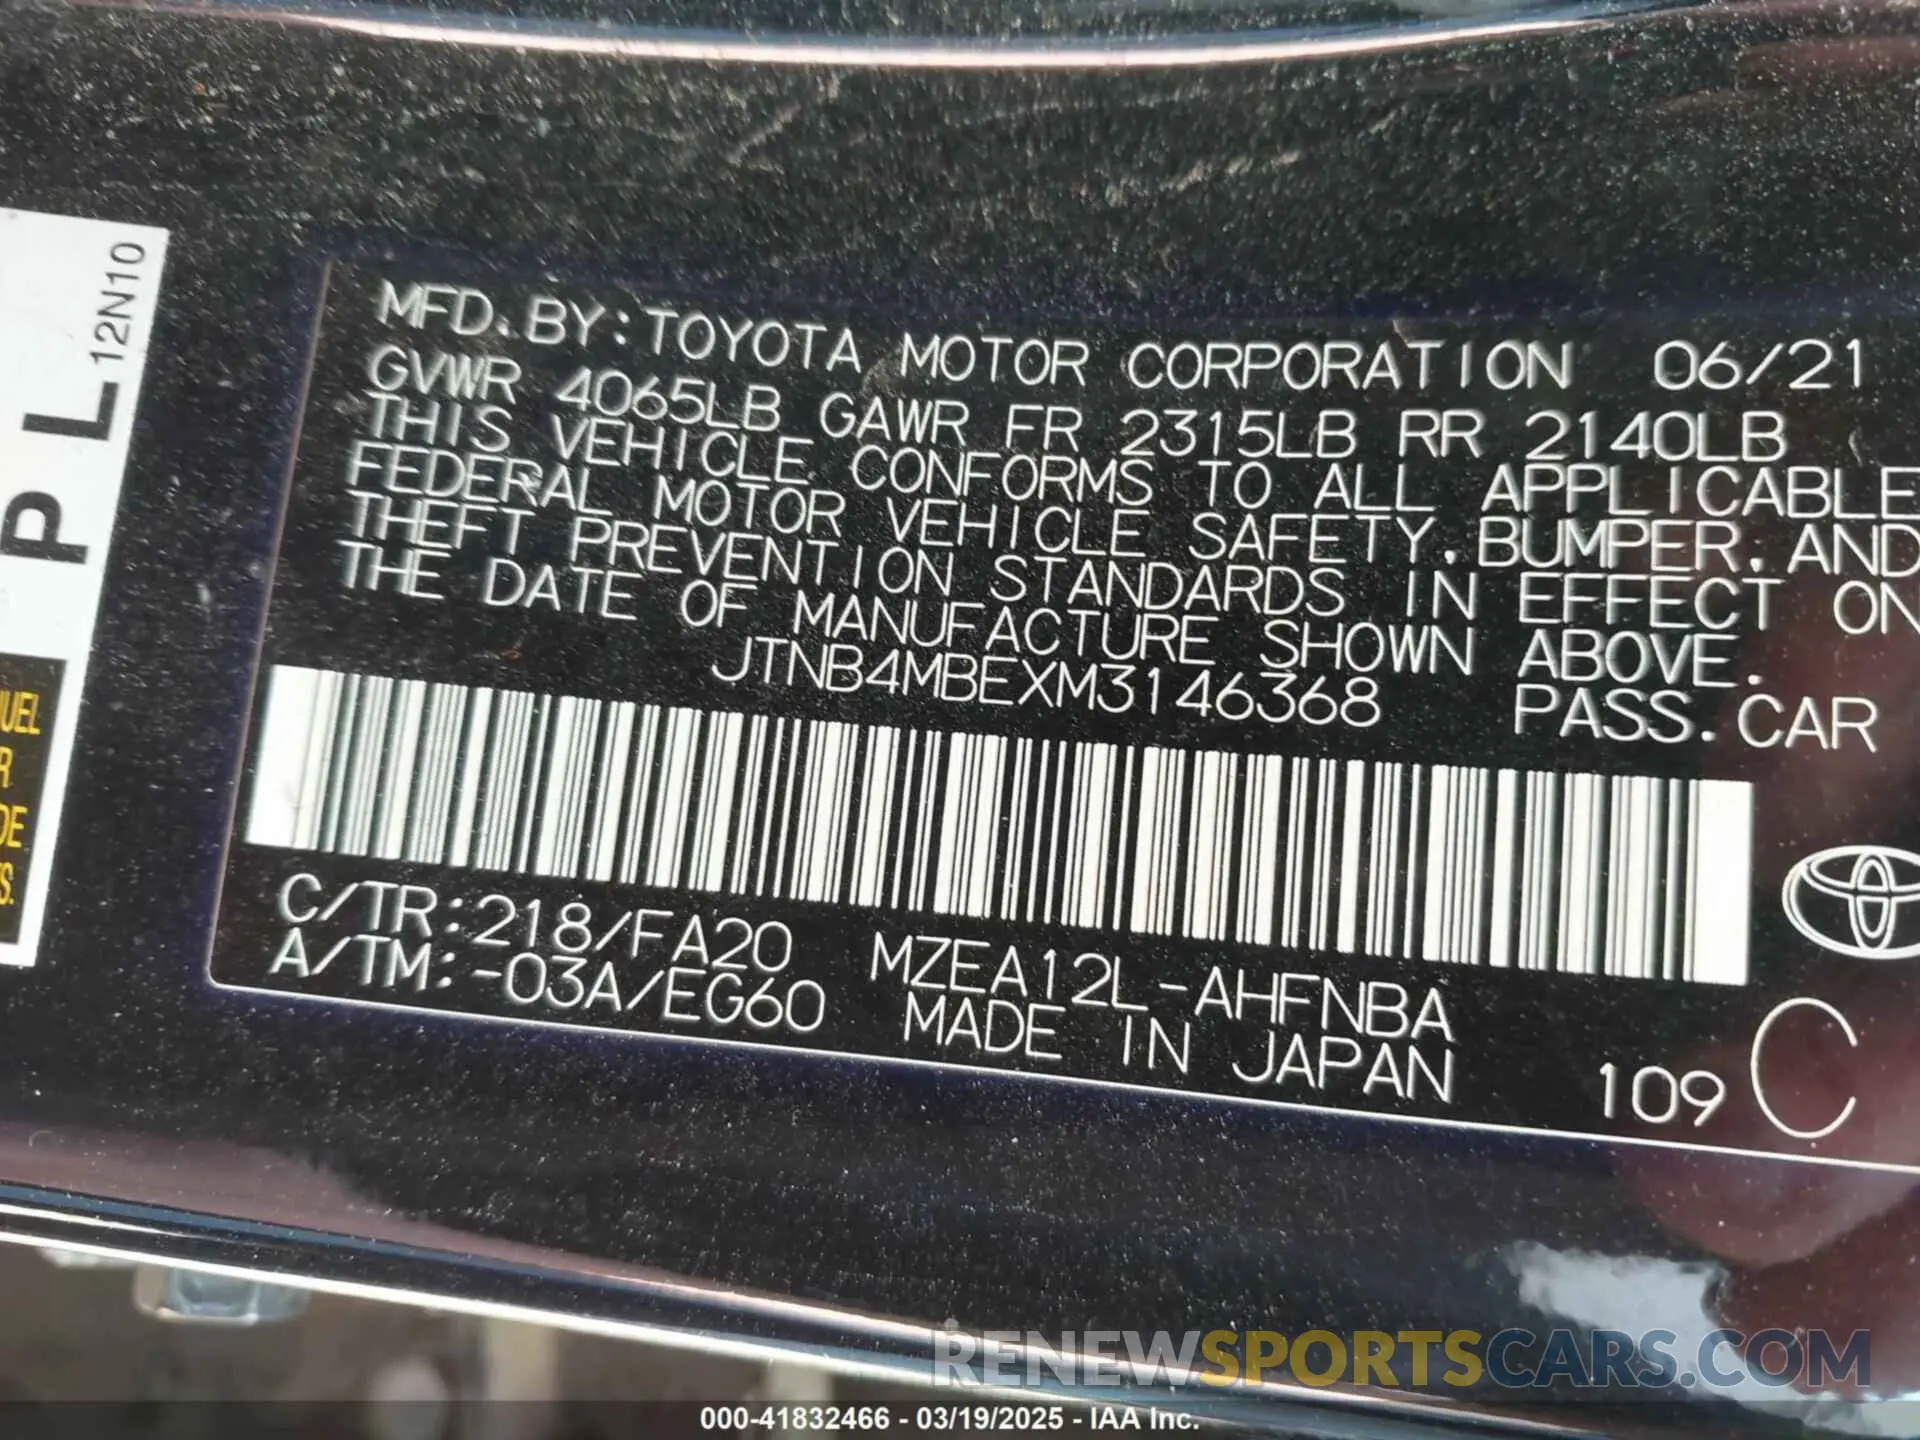 12N10
P L
UEL
R
DE
S.
MFD. BY: TOYOTA MOTOR CORPORATION 06/21
GVWR 4065LB GAWR FR 2315LB RR 2140LB
THIS VEHICLE CONFORMS TO ALL APPLICABLE
FEDERAL MOTOR VEHICLE SAFETY, BUMPER, AND
THEFT PREVENTION STANDARDS IN EFFECT ON
THE DATE OF MANUFACTURE SHOWN ABOVE.
JTNB4MBEXM3146368 PASS. CAR
C/TR: 218/FA20 MZEA12L-AHFNBA
A/TM: -03A/EG60 MADE IN JAPAN
109 C
RENEWSPORTSCARS.COM
000-41832466 - 03/19/2025 - IAA Inc.